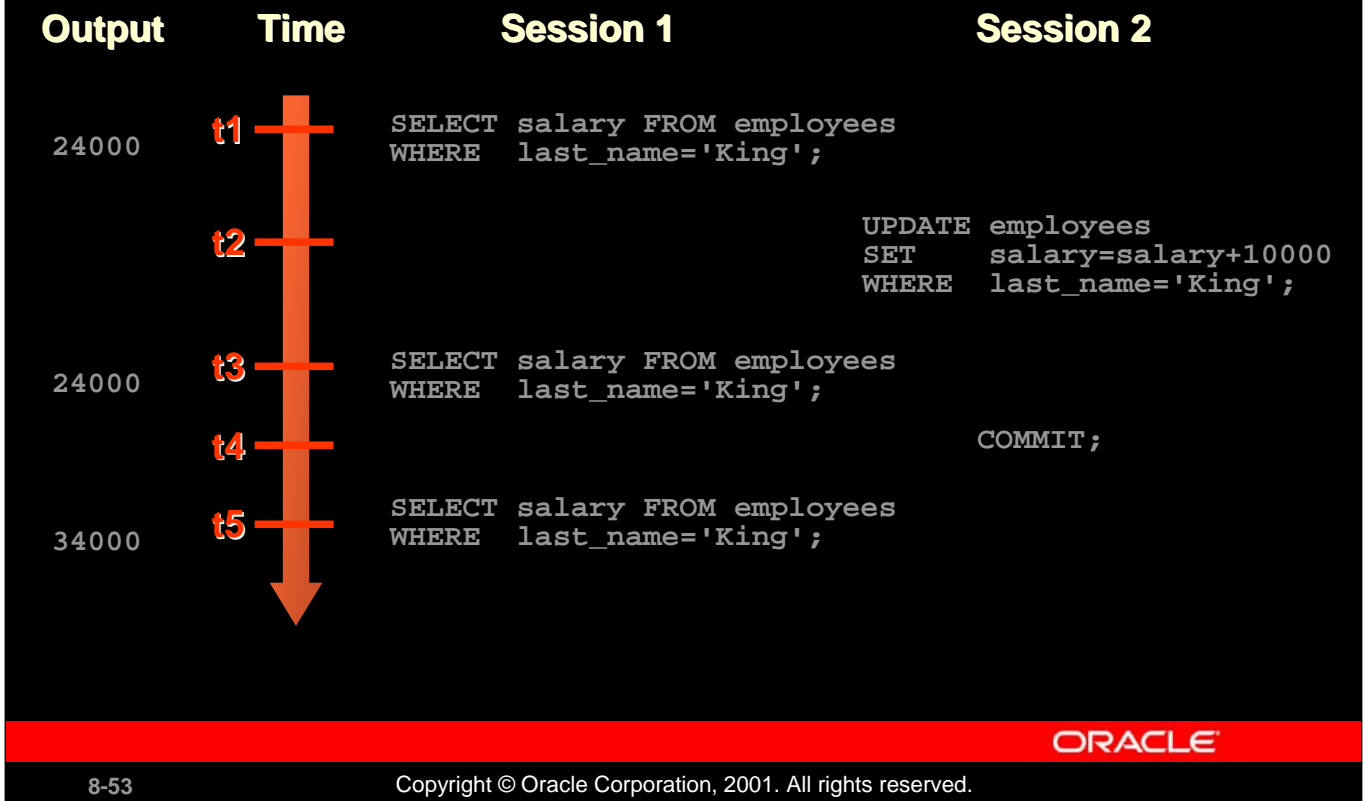 Output Time Session 1 Session 2
t1
24000
SELECT salary FROM employees
WHERE last_name='King';
t2
UPDATE employees
SET salary=salary+10000
WHERE last_name='King';
t3
24000
SELECT salary FROM employees
WHERE last_name='King';
t4
COMMIT;
t5
34000
SELECT salary FROM employees
WHERE last_name='King';
ORACLE®
8-53 Copyright © Oracle Corporation, 2001. All rights reserved.